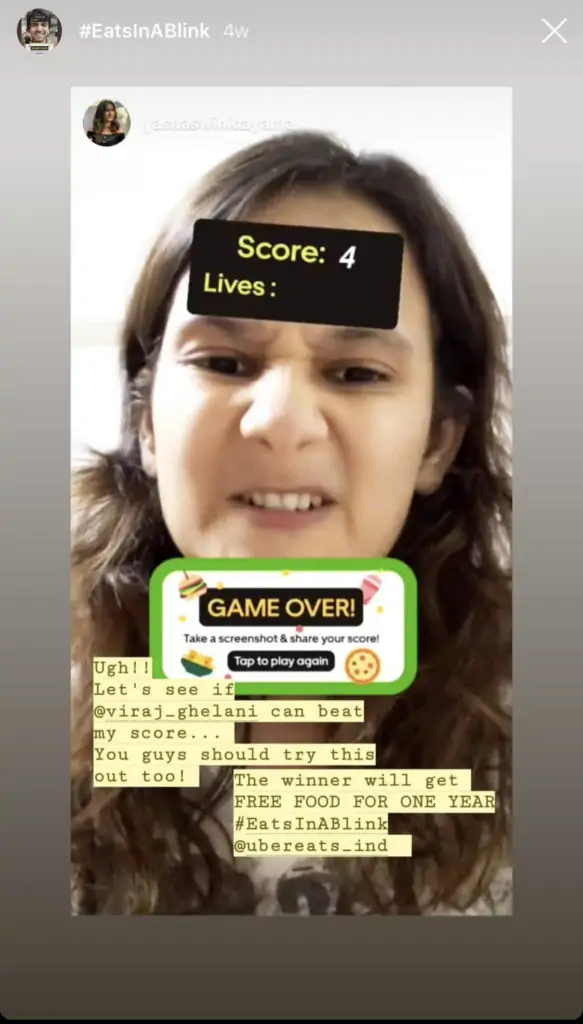 #EatsInABlink 4w
Score: 4
Lives :
GAME OVER!
Take a screenshot & share your score!
Tap to play again
Ugh!!
Let's see if
@viraj_ghelani can beat
my score...
You guys should try this
out too!
The winner will get
FREE FOOD FOR ONE YEAR
#EatsInABlink
@ubereats_ind